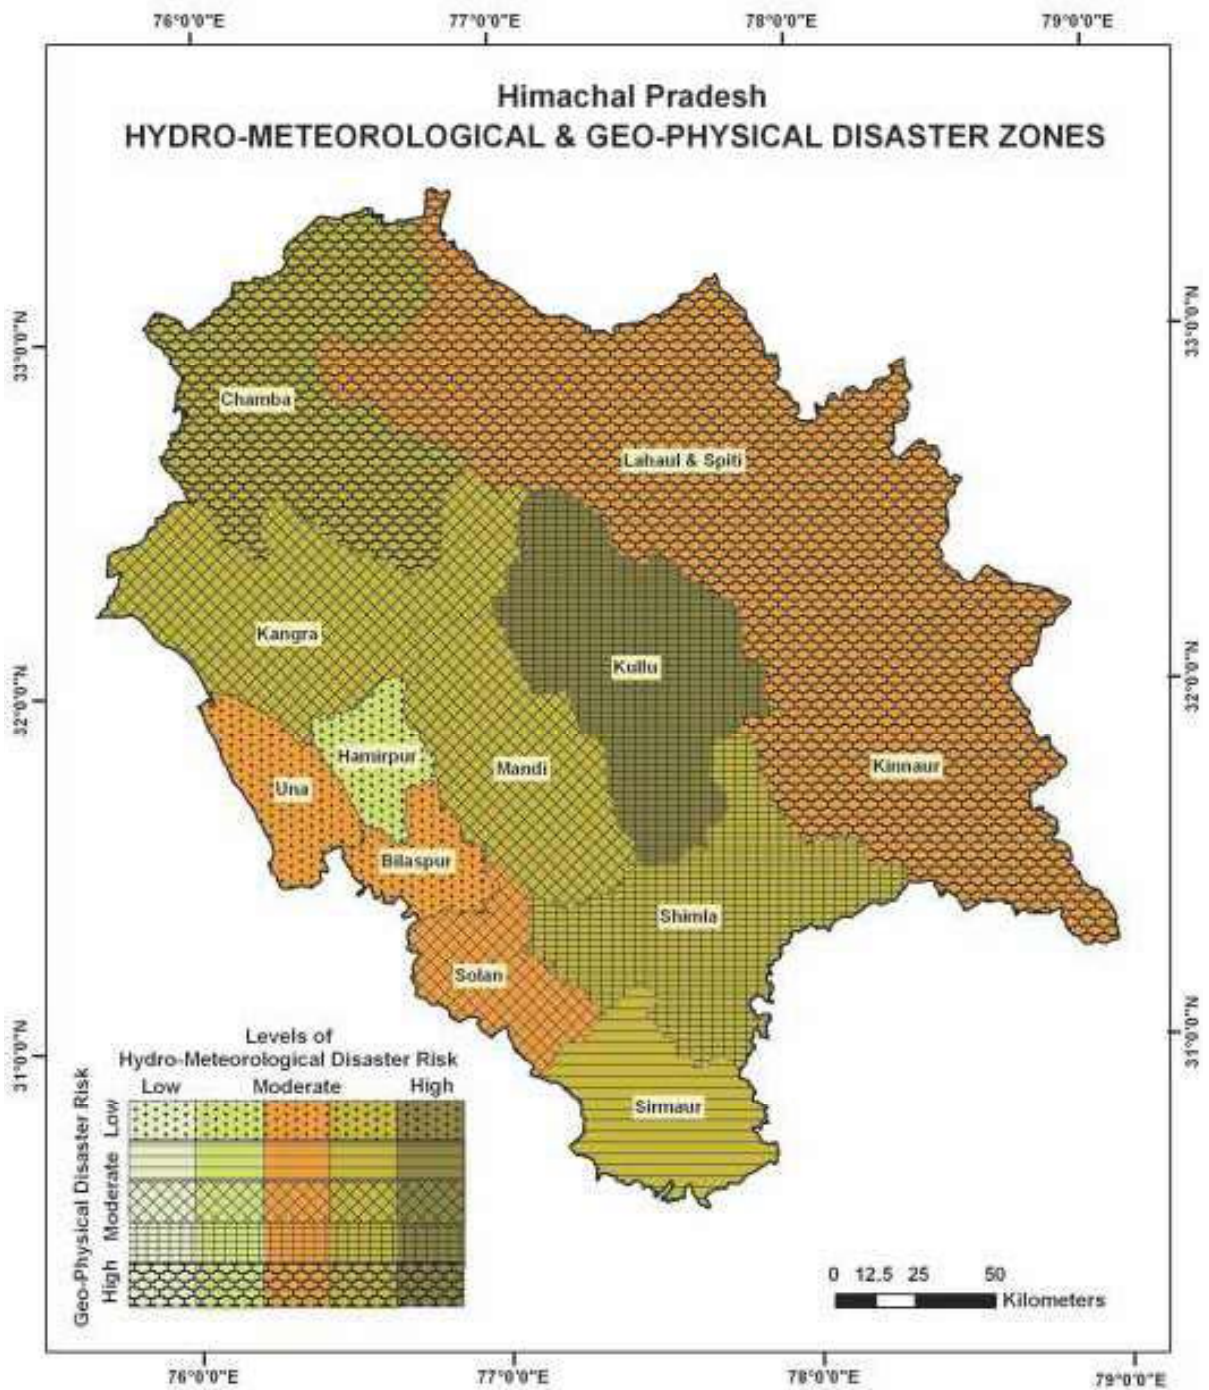 76°0'0"E 77°0'0"E 78°0'0"E 79°0'0"E
Himachal Pradesh
HYDRO-METEOROLOGICAL & GEO-PHYSICAL DISASTER ZONES
33°0'0"N
33°0'0"N
Chamba
Lahaul & Spiti
Kangra
Kullu
32°0'0"N
32°0'0"N
Hamirpur
Mandi
Kinnaur
Una
Bilaspur
Shimla
Solan
31°0'0"N
31°0'0"N
Sirmaur
Levels of
Hydro-Meteorological Disaster Risk
Low Moderate High
Geo-Physical Disaster Risk
Low
Moderate
High
0 12.5 25 50
Kilometers
76°0'0"E 77°0'0"E 78°0'0"E 79°0'0"E